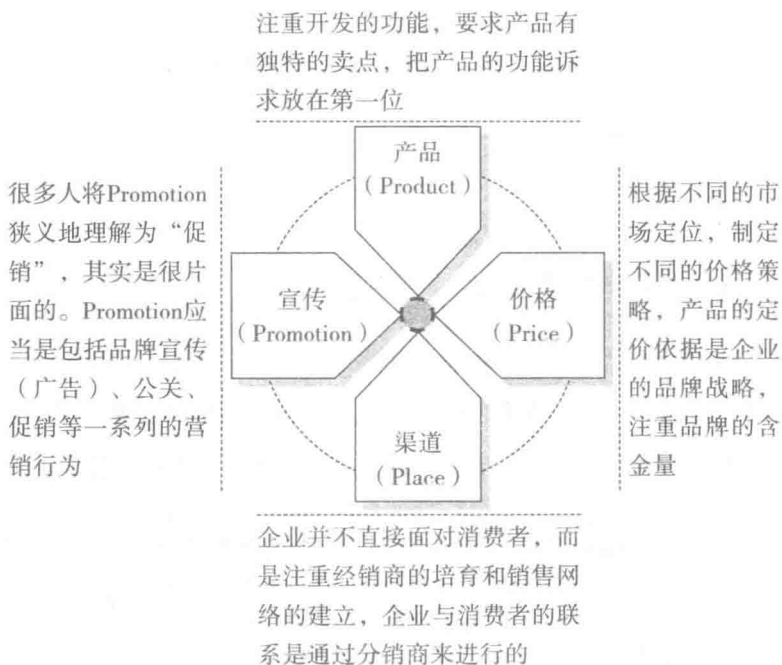 注重开发的功能，要求产品有
独特的卖点，把产品的功能诉
求放在第一位
产品
（Product）
很多人将Promotion
狭义地理解为“促
销”，其实是很片
面的。Promotion应
当是包括品牌宣传
（广告）、公关、
促销等一系列的营
销行为
宣传
（Promotion）
价格
（Price）
根据不同的市
场定位，制定
不同的价格策
略，产品的定
价依据是企业
的品牌战略，
注重品牌的含
金量
渠道
（Place）
企业并不直接面对消费者，而
是注重经销商的培育和销售网
络的建立，企业与消费者的联
系是通过分销商来进行的